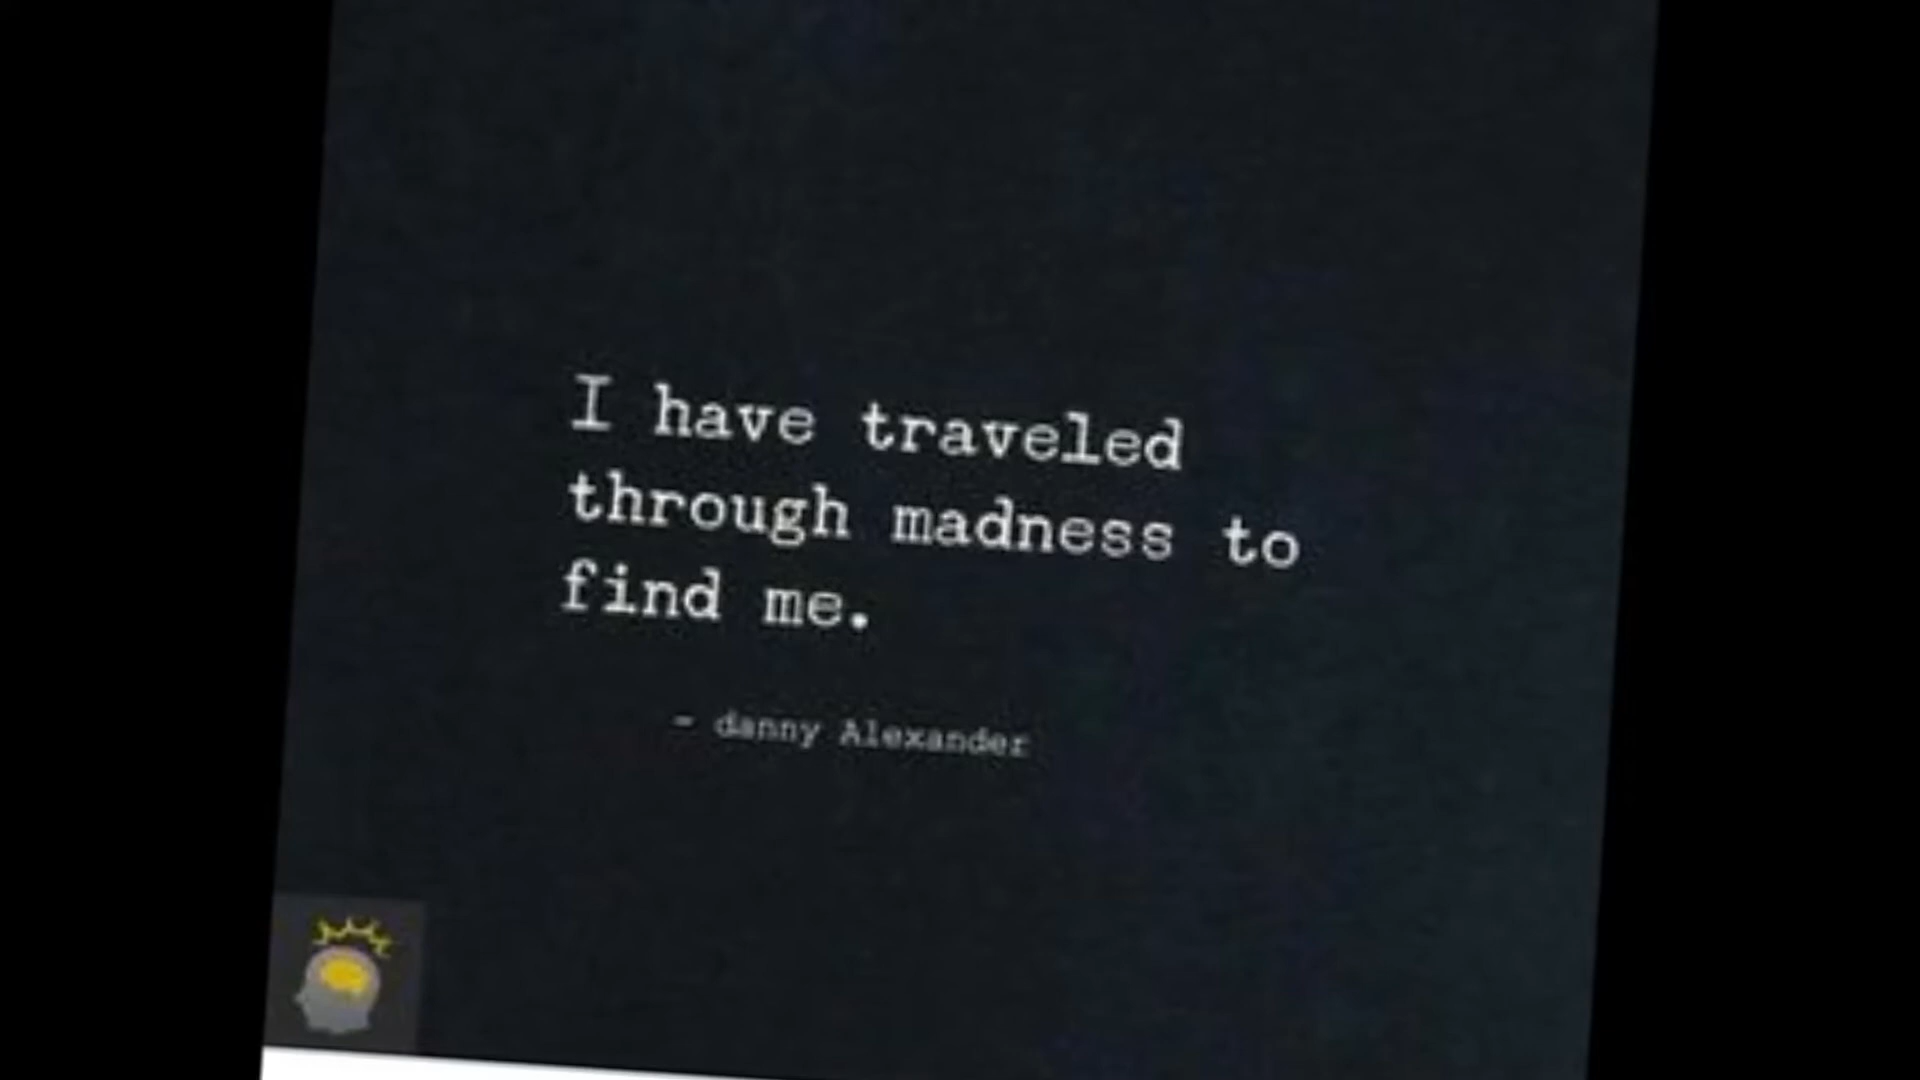 I have traveled
through madness to
find me.
- danny Alexander